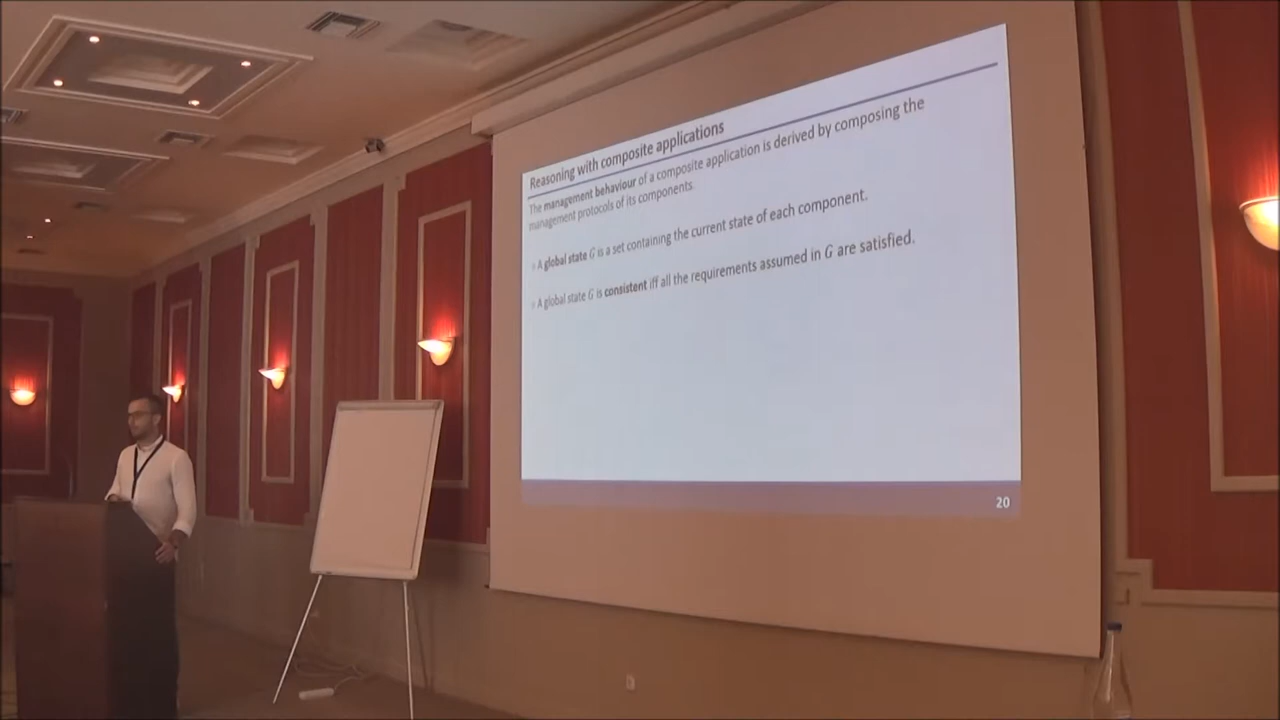 Reasoning with composite applications
The management behaviour of a composite application is derived by composing the
management protocols of its components.
A global state G is a set containing the current state of each component.
A global state G is consistent iff all the requirements assumed in G are satisfied.
20